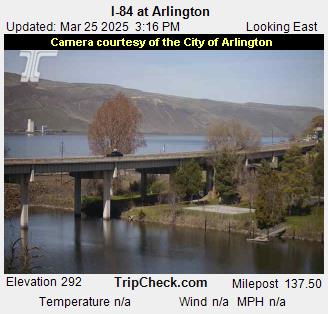 I-84 at Arlington
Updated: Mar 25 2025 3:16 PM Looking East
Camera courtesy of the City of Arlington
Elevation 292 TripCheck.com Milepost 137.50
Temperature n/a Wind n/a MPH n/a